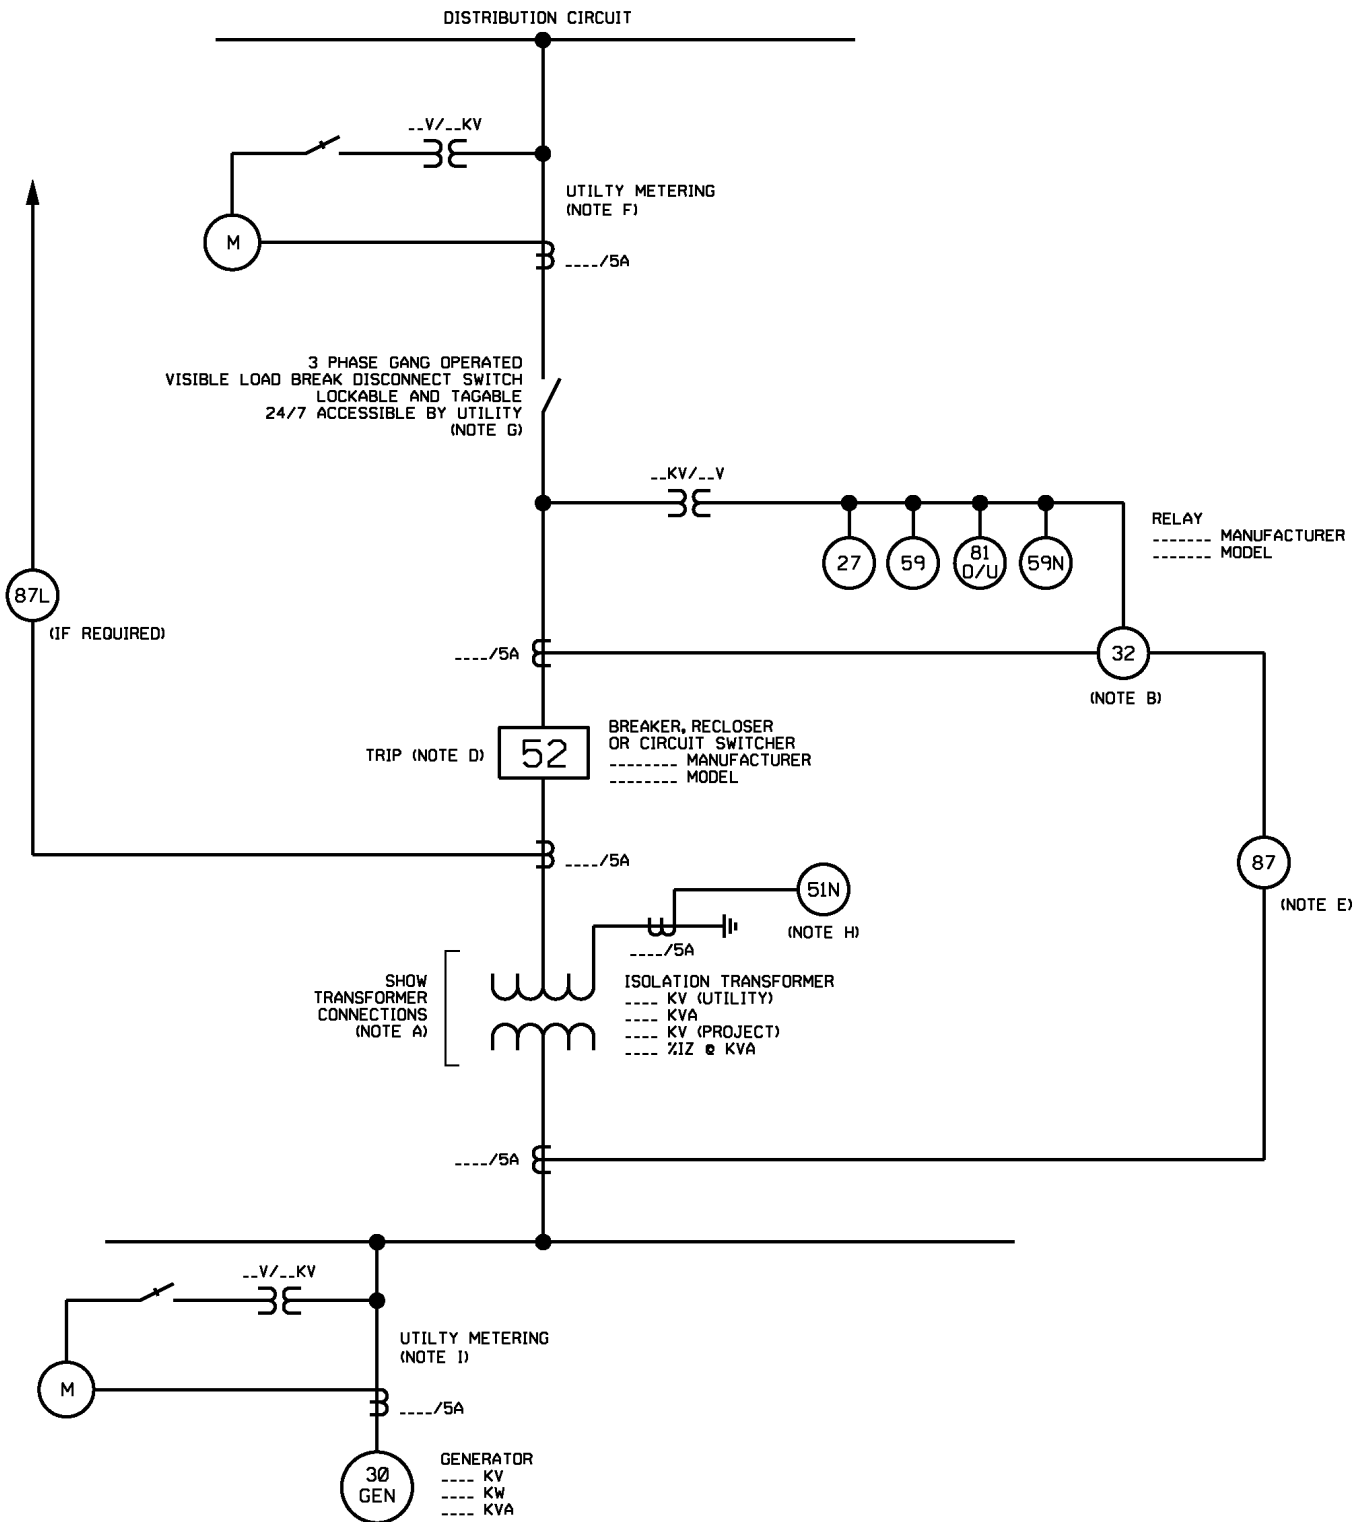 DISTRIBUTION CIRCUIT
__V/__KV
UTILTY METERING
(NOTE F)
M
____/5A
3 PHASE GANG OPERATED
VISIBLE LOAD BREAK DISCONNECT SWITCH
LOCKABLE AND TAGABLE
24/7 ACCESSIBLE BY UTILITY
(NOTE G)
__KV/__V
RELAY
_______ MANUFACTURER
_______ MODEL
27
59
81
O/U
59N
87L
(IF REQUIRED)
____/5A
32
(NOTE B)
TRIP (NOTE D)
52
BREAKER, RECLOSER
OR CIRCUIT SWITCHER
________ MANUFACTURER
________ MODEL
____/5A
87
(NOTE E)
51N
(NOTE H)
____/5A
SHOW
TRANSFORMER
CONNECTIONS
(NOTE A)
ISOLATION TRANSFORMER
____ KV (UTILITY)
____ KVA
____ KV (PROJECT)
____ %IZ @ KVA
____/5A
__V/__KV
UTILTY METERING
(NOTE I)
M
____/5A
30
GEN
GENERATOR
____ KV
____ KW
____ KVA